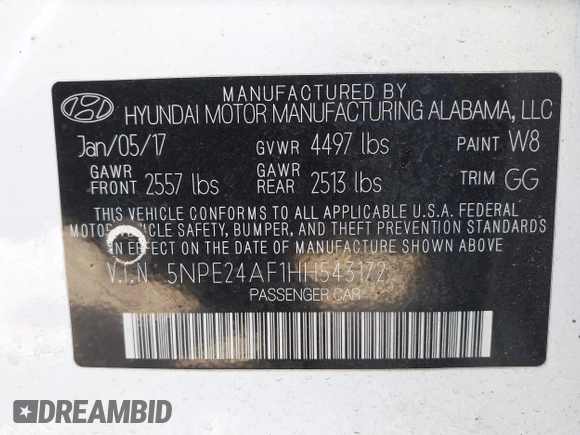 MANUFACTURED BY
HYUNDAI MOTOR MANUFACTURING ALABAMA, LLC
Jan/05/17 GVWR 4497 lbs PAINT W8
GAWR FRONT 2557 lbs GAWR REAR 2513 lbs TRIM GG
THIS VEHICLE CONFORMS TO ALL APPLICABLE U.S.A. FEDERAL
MOTOR VEHICLE SAFETY, BUMPER, AND THEFT PREVENTION STANDARDS
IN EFFECT ON THE DATE OF MANUFACTURE SHOWN ABOVE
V.I.N 5NPE24AF1HH543172
PASSENGER CAR
DREAMBID